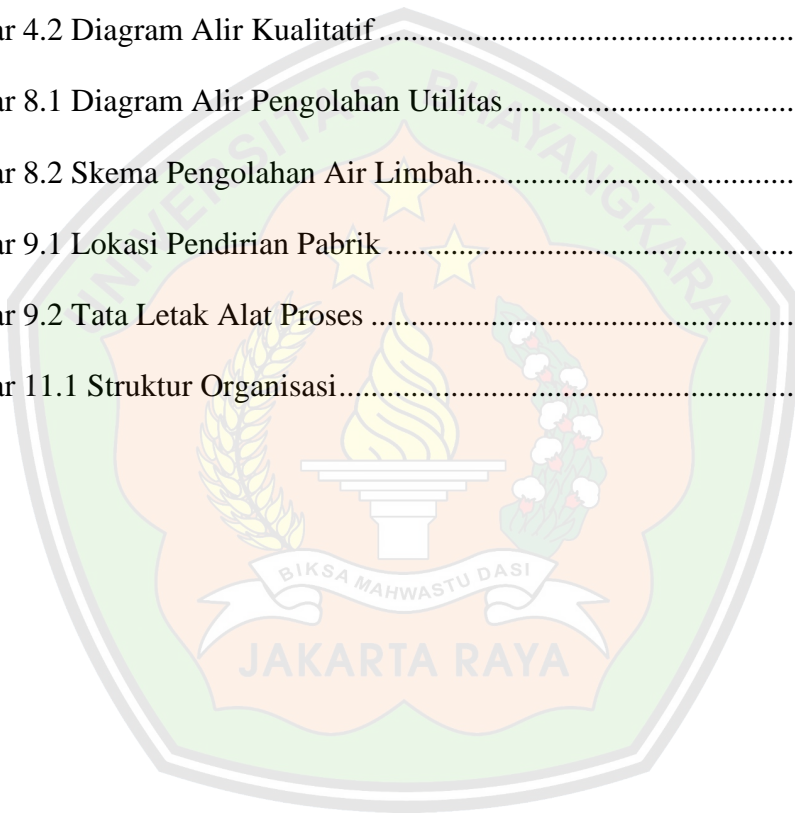 ar 4.2 Diagram Alir Kualitatif.......................................................
ar 8.1 Diagram Alir Pengolahan Utilitas.......................................
ar 8.2 Skema Pengolahan Air Limbah...........................................
ar 9.1 Lokasi Pendirian Pabrik......................................................
ar 9.2 Tata Letak Alat Proses........................................................
ar 11.1 Struktur Organisasi............................................................
UNIVERSITAS BHAYANGKARA
BIKSA MAHWASTU DASI
JAKARTA RAYA